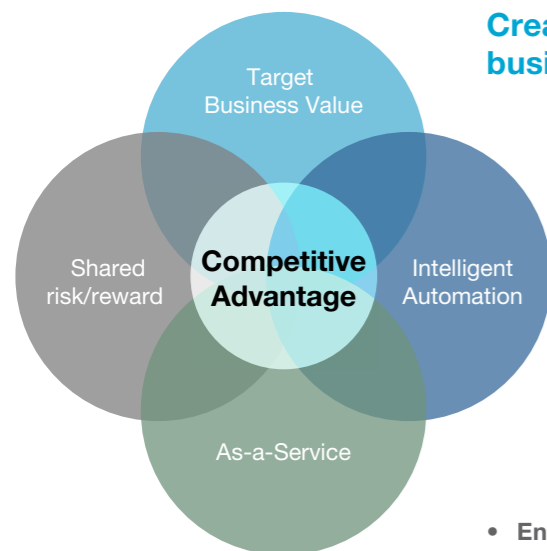 Target
Business Value
Shared
risk/reward
Competitive
Advantage
Intelligent
Automation
As-a-Service